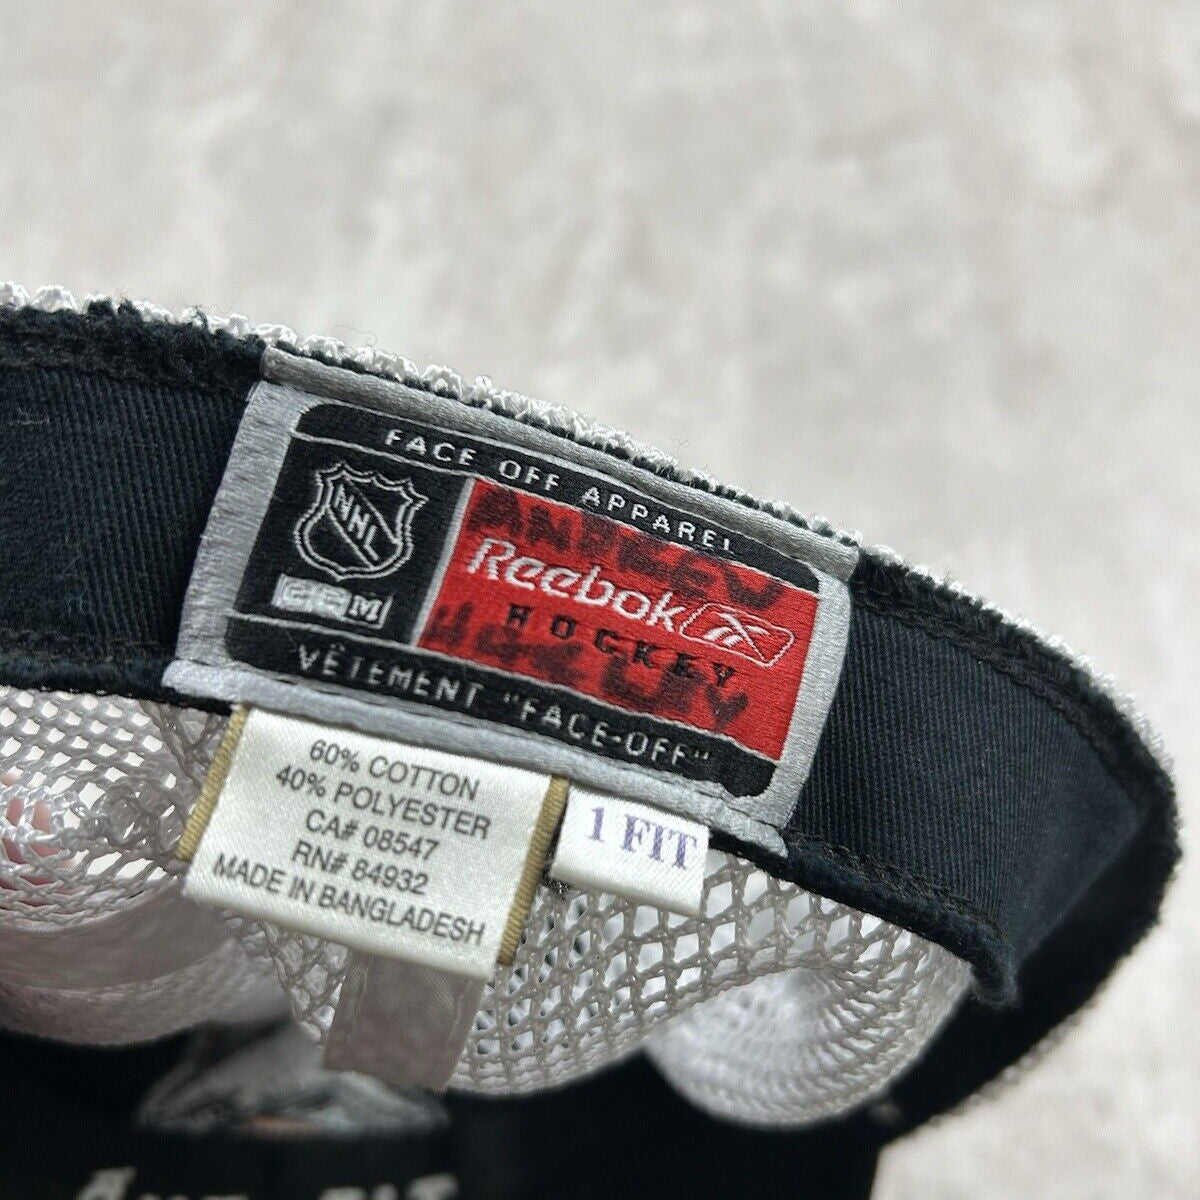 FACE OFF APPAREL
NHL
CCM
Reebok
HOCKEY
VÊTEMENT "FACE-OFF"
60% COTTON
40% POLYESTER
CA# 08547
RN# 84932
MADE IN BANGLADESH
1 FIT